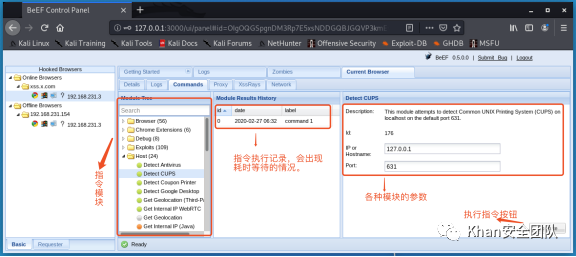 BeEF Control Panel
127.0.0.1:3000/ui/panel#id=OlgOQGSpgnDM3Rp7E5xsNDDGQBJGQVP3km
Kali Linux Kali Training Kali Tools Kali Docs Kali Forums NetHunter Offensive Security Exploit-DB GHDB MSFU
BeEF 0.5.0.0 | Submit Bug | Logout
Hooked Browsers
Online Browsers
xss.x.com
192.168.231.3
Offline Browsers
192.168.231.154
192.168.231.3
Basic Requester
Getting Started Logs Zombies Current Browser
Details Logs Commands Proxy XssRays Network
Module Tree
Search
Browser (56)
Chrome Extensions (6)
Debug (8)
Exploits (109)
Host (24)
Detect Antivirus
Detect CUPS
Detect Coupon Printer
Detect Google Desktop
Get Geolocation (Third-Pa
Get Internal IP WebRTC
Get Geolocation
Get Internal IP (Java)
指令模块
Module Results History
id date label
0 2020-02-27 06:32 command 1
指令执行记录，会出现
耗时等待的情况。
Detect CUPS
Description: This module attempts to detect Common UNIX Printing System (CUPS) on
localhost on the default port 631.
Id: 176
IP or
Hostname: 127.0.0.1
Port: 631
各种模块的参数
执行指令按钮
Khan安全团队
Ready